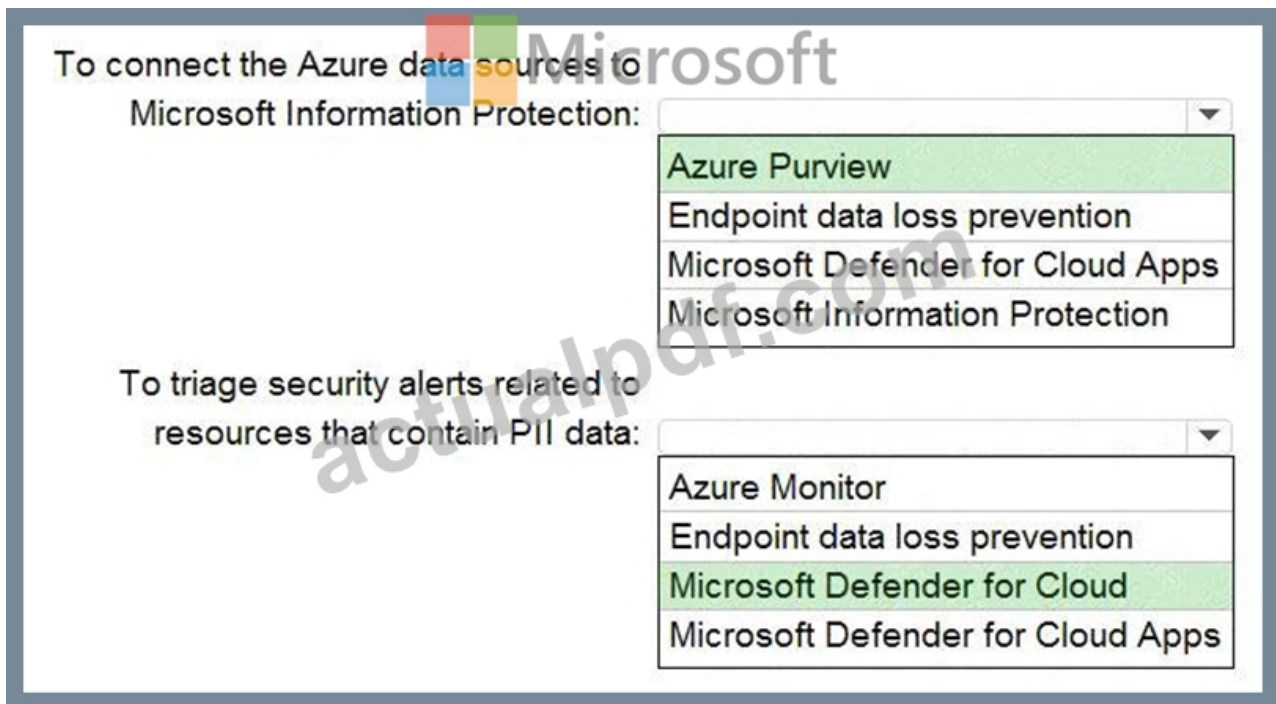 Microsoft
To connect the Azure data sources to
Microsoft Information Protection:
Azure Purview
Endpoint data loss prevention
Microsoft Defender for Cloud Apps
Microsoft Information Protection
actualpdf.com
To triage security alerts related to
resources that contain PII data:
Azure Monitor
Endpoint data loss prevention
Microsoft Defender for Cloud
Microsoft Defender for Cloud Apps